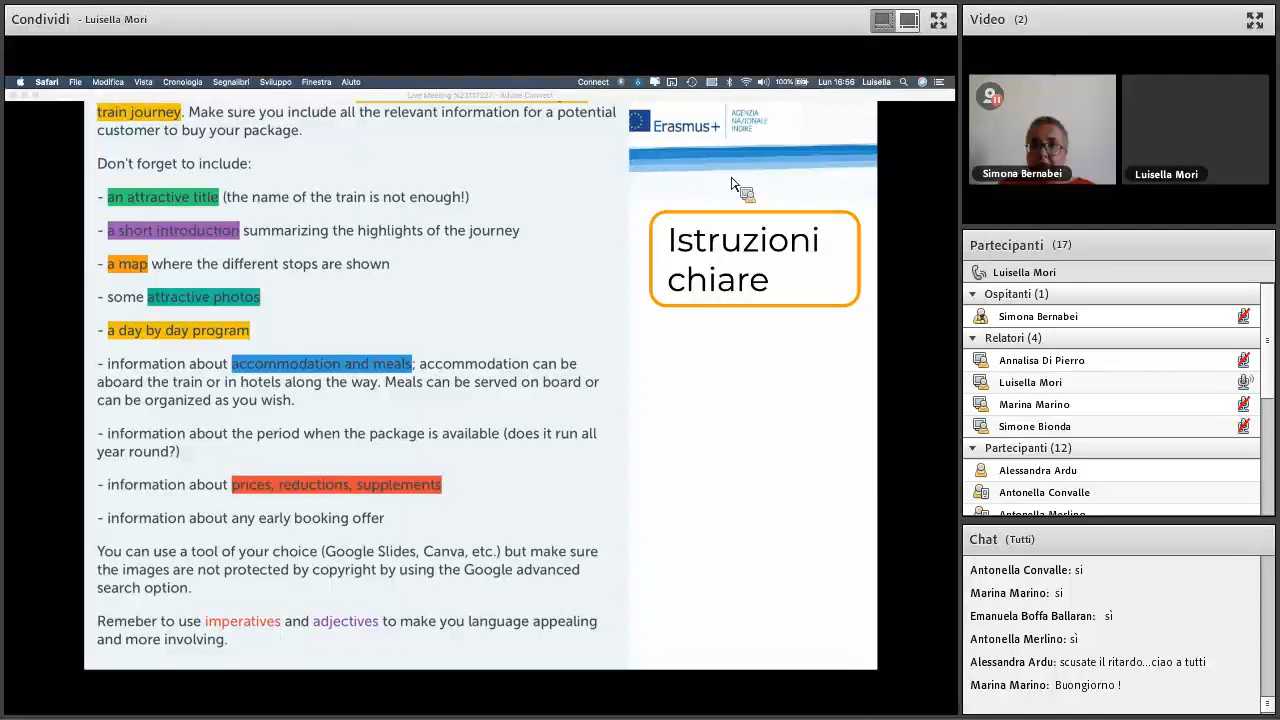 Condividi - Luisella Mori
Safari File Modifica Vista Cronologia Segnalibri Sviluppo Finestra Aiuto Connect 100% Lun 16:56 Luisella
train journey. Make sure you include all the relevant information for a potential
customer to buy your package.
Don't forget to include:
- an attractive title (the name of the train is not enough!)
- a short introduction summarizing the highlights of the journey
- a map where the different stops are shown
- some attractive photos
- a day by day program
- information about accommodation and meals; accommodation can be
aboard the train or in hotels along the way. Meals can be served on board or
can be organized as you wish.
- information about the period when the package is available (does it run all
year round?)
- information about prices, reductions, supplements
- information about any early booking offer
You can use a tool of your choice (Google Slides, Canva, etc.) but make sure
the images are not protected by copyright by using the Google advanced
search option.
Remeber to use imperatives and adjectives to make you language appealing
and more involving.
Erasmus+
AGENZIA
NAZIONALE
INDIRE
Istruzioni
chiare
Video (2)
Simona Bernabei
Luisella Mori
Partecipanti (17)
Luisella Mori
Ospitanti (1)
Simona Bernabei
Relatori (4)
Annalisa Di Pierro
Luisella Mori
Marina Marino
Simone Bionda
Partecipanti (12)
Alessandra Ardu
Antonella Convalle
Antonella Merlino
Chat (Tutti)
Antonella Convalle: si
Marina Marino: si
Emanuela Boffa Ballaran: sì
Antonella Merlino: sì
Alessandra Ardu: scusate il ritardo...ciao a tutti
Marina Marino: Buongiorno !